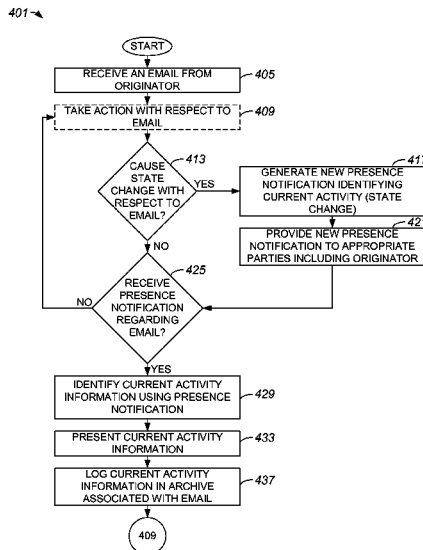 401
START
RECEIVE AN EMAIL FROM
ORIGINATOR
405
TAKE ACTION WITH RESPECT TO
EMAIL
409
CAUSE
STATE
CHANGE WITH
RESPECT TO
EMAIL?
413
YES
GENERATE NEW PRESENCE
NOTIFICATION IDENTIFYING
CURRENT ACTIVITY (STATE
CHANGE)
417
PROVIDE NEW PRESENCE
NOTIFICATION TO APPROPRIATE
PARTIES INCLUDING ORIGINATOR
421
NO
RECEIVE
PRESENCE
NOTIFICATION
REGARDING
EMAIL?
425
NO
YES
IDENTIFY CURRENT ACTIVITY
INFORMATION USING PRESENCE
NOTIFICATION
429
PRESENT CURRENT ACTIVITY
INFORMATION
433
LOG CURRENT ACTIVITY
INFORMATION IN ARCHIVE
ASSOCIATED WITH EMAIL
437
409